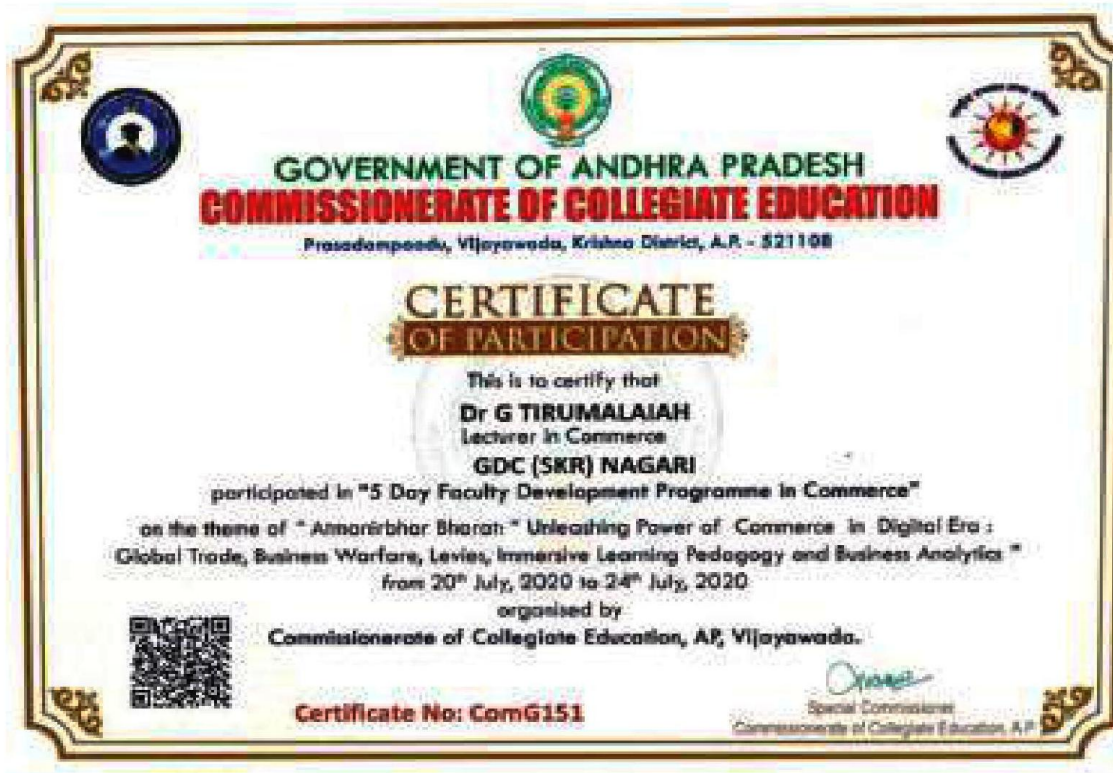 GOVERNMENT OF ANDHRA PRADESH
COMMISSIONERATE OF COLLEGIATE EDUCATION
Prasadampadu, Vijayawada, Krishna District, A.P. - 521108
CERTIFICATE
OF PARTICIPATION
This is to certify that
Dr G TIRUMALAIAH
Lecturer in Commerce
GDC (SKR) NAGARI
participated in "5 Day Faculty Development Programme in Commerce"
on the theme of " Atmanirbhar Bharat: " Unleashing Power of Commerce in Digital Era :
Global Trade, Business Warfare, Levies, Immersive Learning Pedagogy and Business Analytics "
from 20th July, 2020 to 24th July, 2020
organised by
Commissionerate of Collegiate Education, AP, Vijayawada.
Certificate No: ComG151
Special Commissioner
Commissionerate of Collegiate Education, A.P